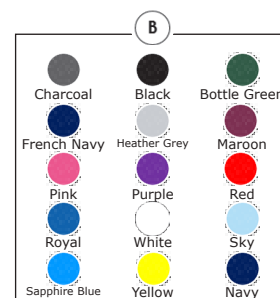 B
Charcoal Black Bottle Green
French Navy Heather Grey Maroon
Pink Purple Red
Royal White Sky
Sapphire Blue Yellow Navy